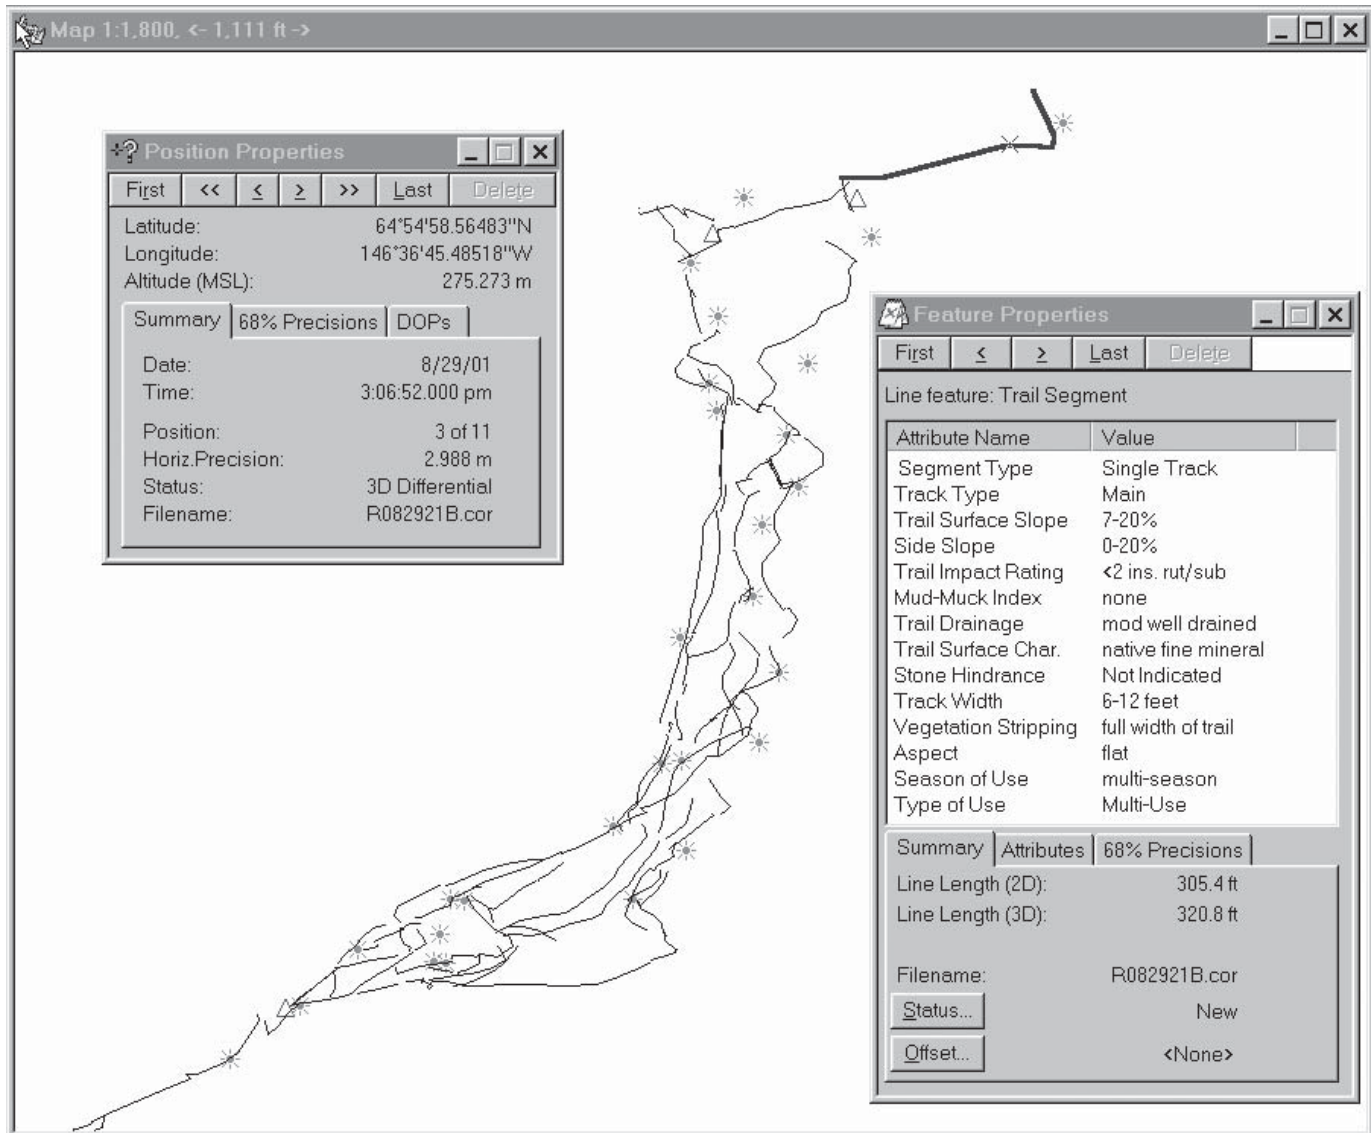 Map 1:1,800, <- 1,111 ft ->
Position Properties
First << < > >> Last Delete
Latitude: 64°54'58.56483"N
Longitude: 146°36'45.48518"W
Altitude (MSL): 275.273 m
Summary 68% Precisions DOPs
Date: 8/29/01
Time: 3:06:52.000 pm
Position: 3 of 11
Horiz.Precision: 2.988 m
Status: 3D Differential
Filename: R082921B.cor
Feature Properties
First < > Last Delete
Line feature: Trail Segment
Attribute Name Value
Segment Type Single Track
Track Type Main
Trail Surface Slope 7-20%
Side Slope 0-20%
Trail Impact Rating <2 ins. rut/sub
Mud-Muck Index none
Trail Drainage mod well drained
Trail Surface Char. native fine mineral
Stone Hindrance Not Indicated
Track Width 6-12 feet
Vegetation Stripping full width of trail
Aspect flat
Season of Use multi-season
Type of Use Multi-Use
Summary Attributes 68% Precisions
Line Length (2D): 305.4 ft
Line Length (3D): 320.8 ft
Filename: R082921B.cor
Status... New
Offset... <None>